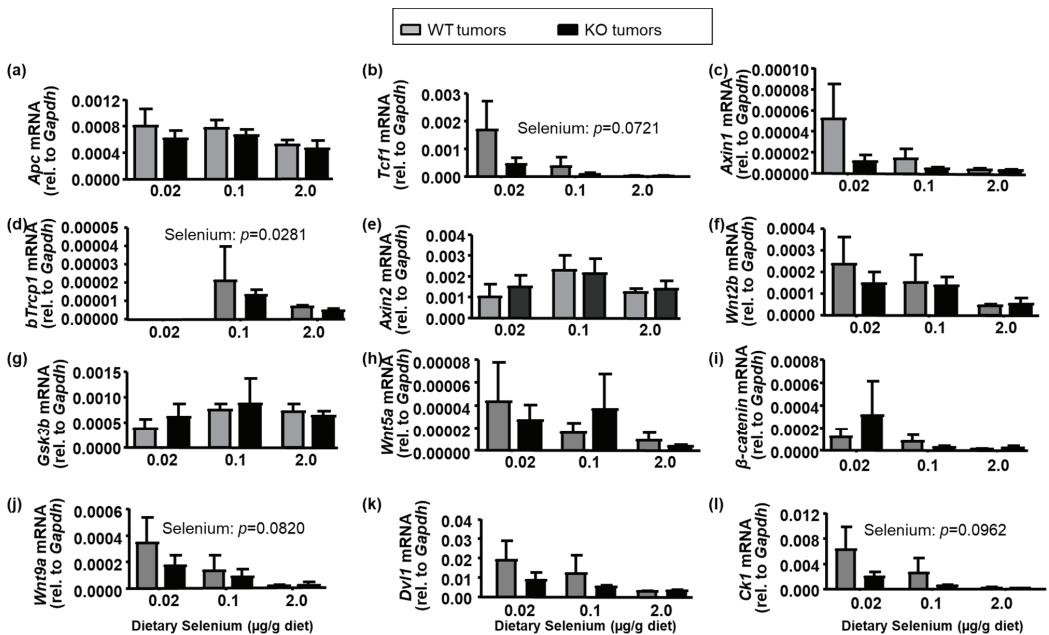 WT tumors KO tumors
(a)
Apc mRNA
(rel. to Gapdh)
0.0012
0.0008
0.0004
0.0000
0.02 0.1 2.0
(b)
Tcf1 mRNA
(rel. to Gapdh)
0.003
0.002
0.001
0.000
Selenium: p=0.0721
0.02 0.1 2.0
(c)
Axin1 mRNA
(rel. to Gapdh)
0.00010
0.00008
0.00006
0.00004
0.00002
0.00000
0.02 0.1 2.0
(d)
bTrcp1 mRNA
(rel. to Gapdh)
0.00005
0.00004
0.00003
0.00002
0.00001
0.00000
Selenium: p=0.0281
0.02 0.1 2.0
(e)
Axin2 mRNA
(rel. to Gapdh)
0.004
0.003
0.002
0.001
0.000
0.02 0.1 2.0
(f)
Wnt2b mRNA
(rel. to Gapdh)
0.0004
0.0003
0.0002
0.0001
0.0000
0.02 0.1 2.0
(g)
Gsk3b mRNA
(rel. to Gapdh)
0.0015
0.0010
0.0005
0.0000
0.02 0.1 2.0
(h)
Wnt5a mRNA
(rel. to Gapdh)
0.00008
0.00006
0.00004
0.00002
0.00000
0.02 0.1 2.0
(i)
β-catenin mRNA
(rel. to Gapdh)
0.0008
0.0006
0.0004
0.0002
0.0000
0.02 0.1 2.0
(j)
Wnt9a mRNA
(rel. to Gapdh)
0.0006
0.0004
0.0002
0.0000
Selenium: p=0.0820
0.02 0.1 2.0
Dietary Selenium (µg/g diet)
(k)
Dvl1 mRNA
(rel. to Gapdh)
0.04
0.03
0.02
0.01
0.00
0.02 0.1 2.0
Dietary Selenium (µg/g diet)
(l)
Ck1 mRNA
(rel. to Gapdh)
0.012
0.008
0.004
0.000
Selenium: p=0.0962
0.02 0.1 2.0
Dietary Selenium (µg/g diet)